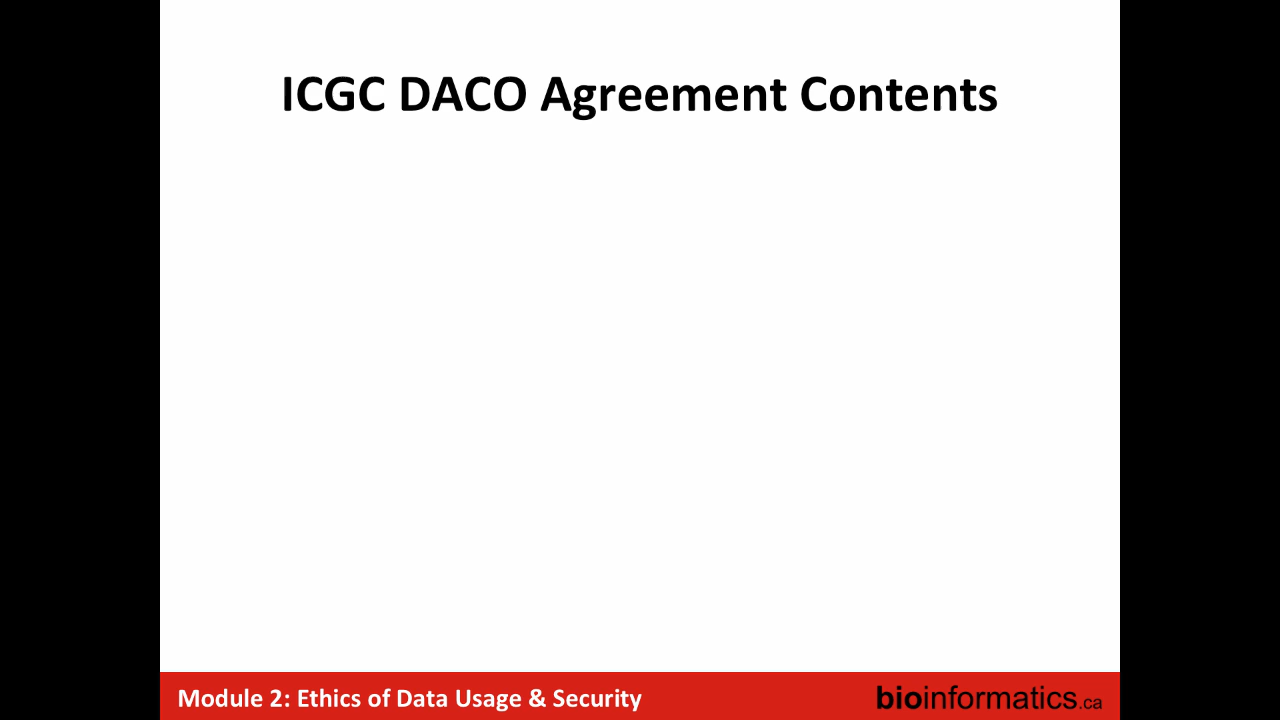 ICGC DACO Agreement Contents
Module 2: Ethics of Data Usage & Security
bioinformatics.ca